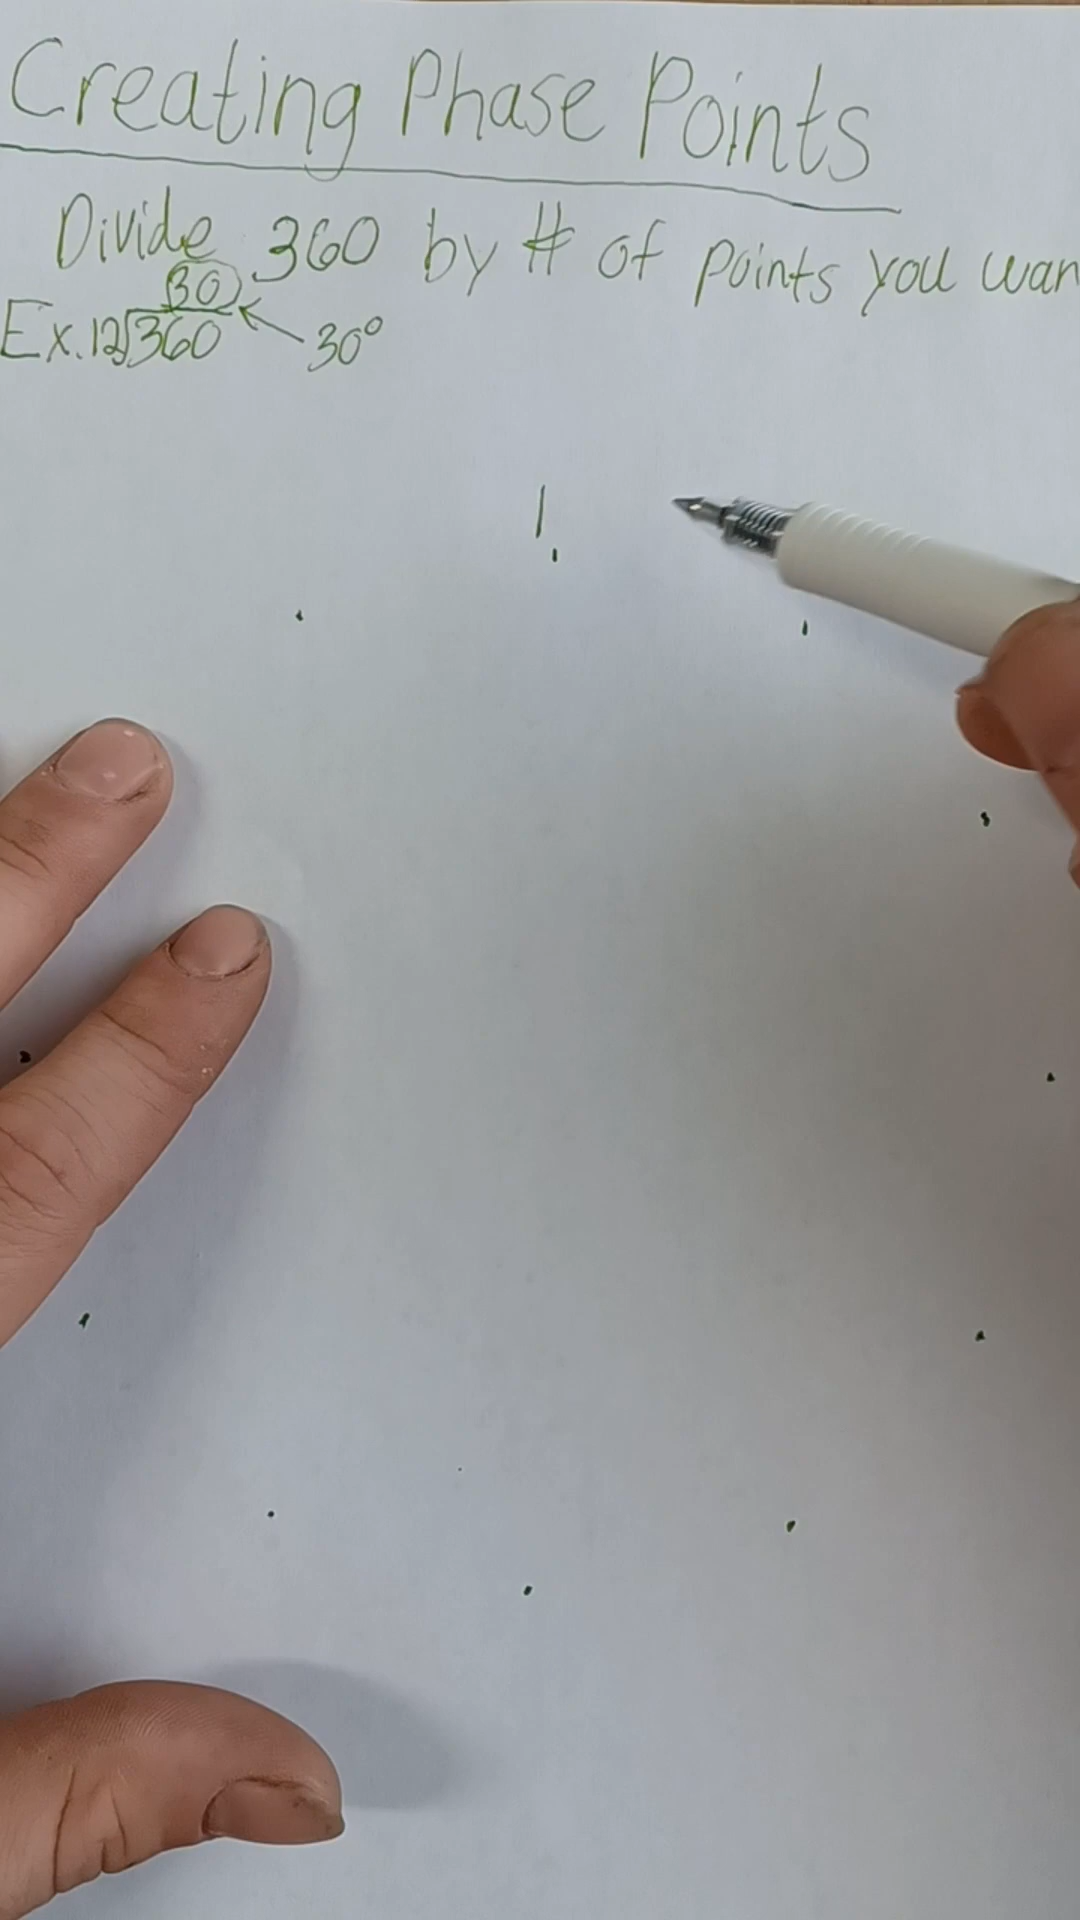 Creating Phase Points
Divide 360 by # of points you wan
30
Ex. 12)360 30°
1